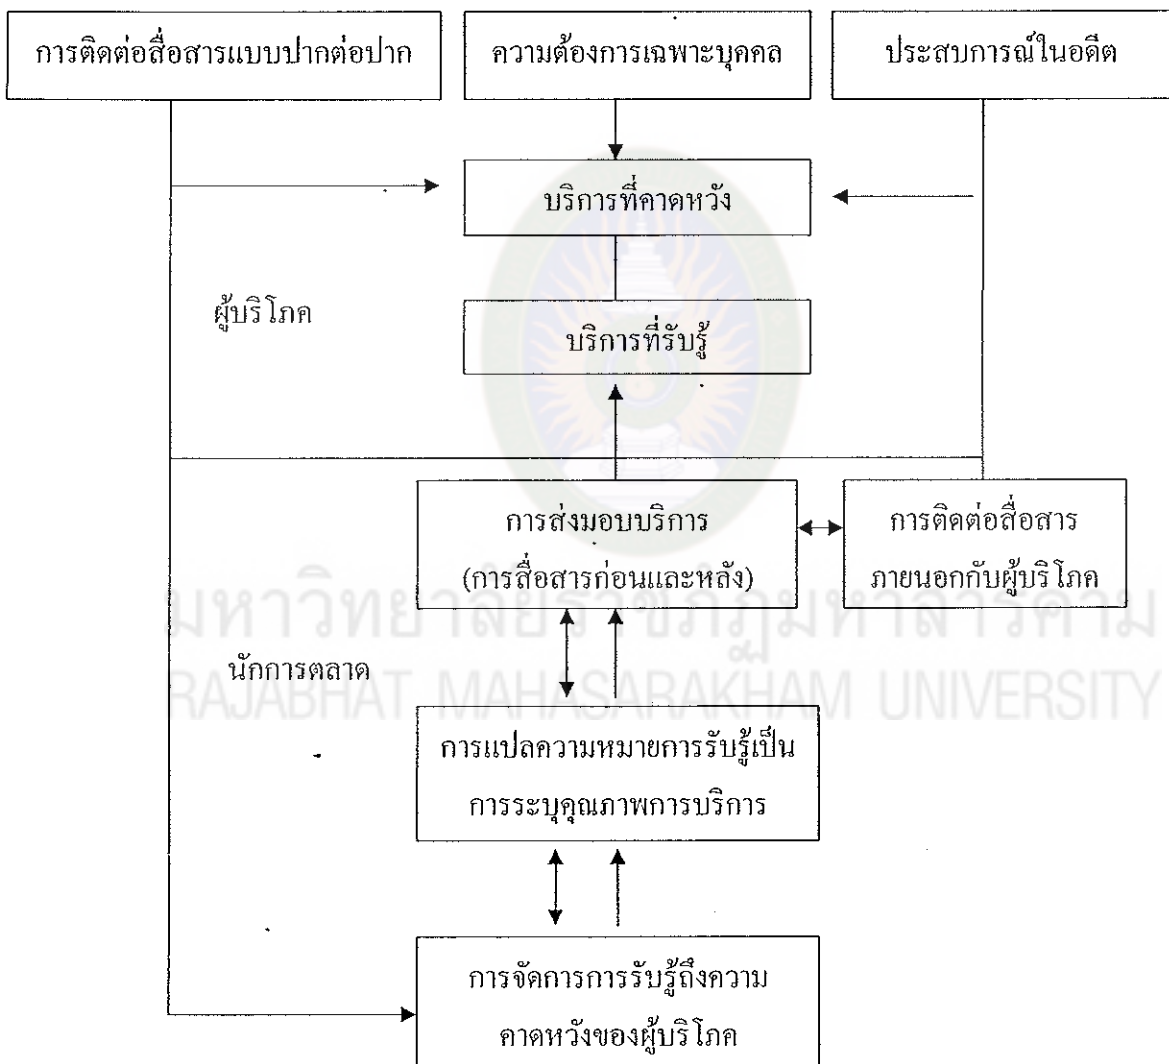 การติดต่อสื่อสารแบบปากต่อปาก
ความต้องการเฉพาะบุคคล
ประสบการณ์ในอดีต
บริการที่คาดหวัง
ผู้บริโภค
บริการที่รับรู้
การส่งมอบบริการ
(การสื่อสารก่อนและหลัง)
การติดต่อสื่อสาร
ภายนอกกับผู้บริโภค
มหาวิทยาลัยราชภัฏมหาสารคาม
RAJABHAT MAHASARAKHAM UNIVERSITY
นักการตลาด
การแปลความหมายการรับรู้เป็น
การระบุคุณภาพการบริการ
การจัดการการรับรู้ถึงความ
คาดหวังของผู้บริโภค